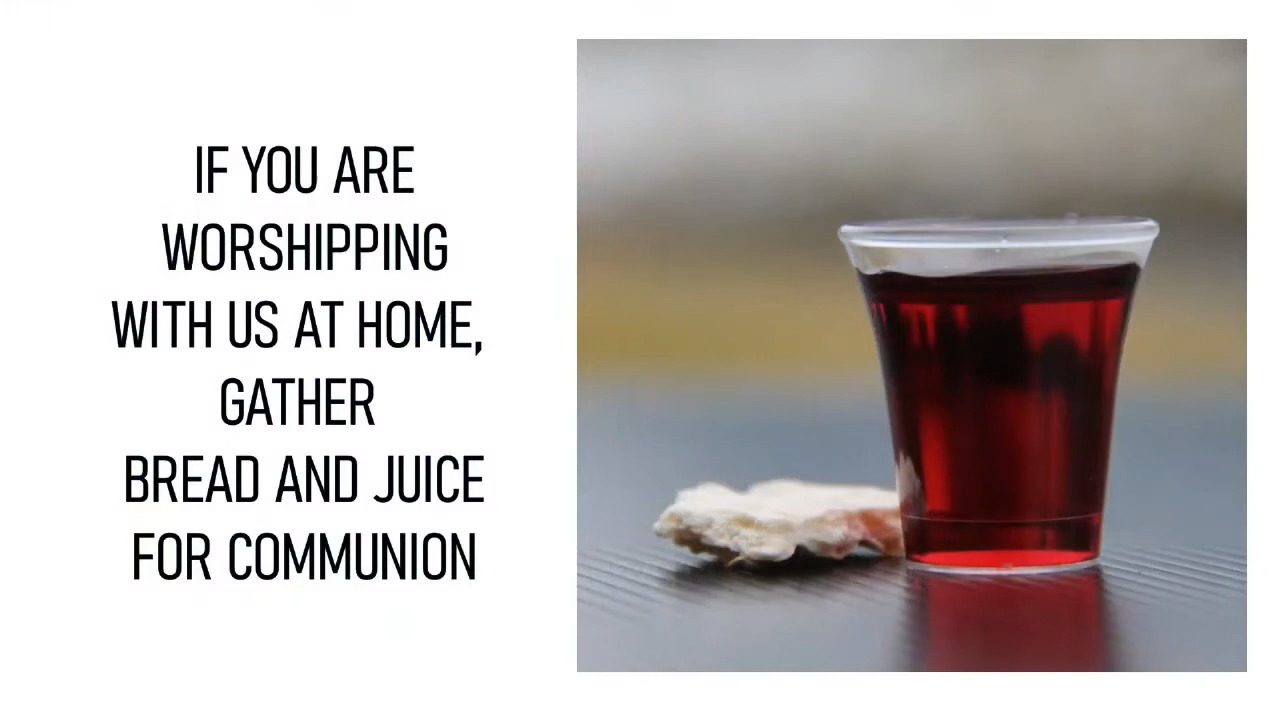 IF YOU ARE
WORSHIPPING
WITH US AT HOME,
GATHER
BREAD AND JUICE
FOR COMMUNION